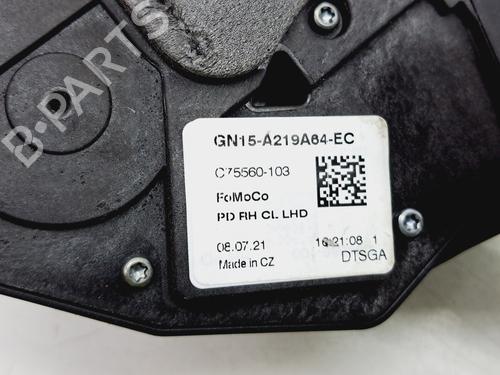 GN15-A219A64-EC
C75560-103
FoMoCo
PD RH CL LHD
08.07.21 16:21:08 1
Made in CZ DTSGA
B-PARTS